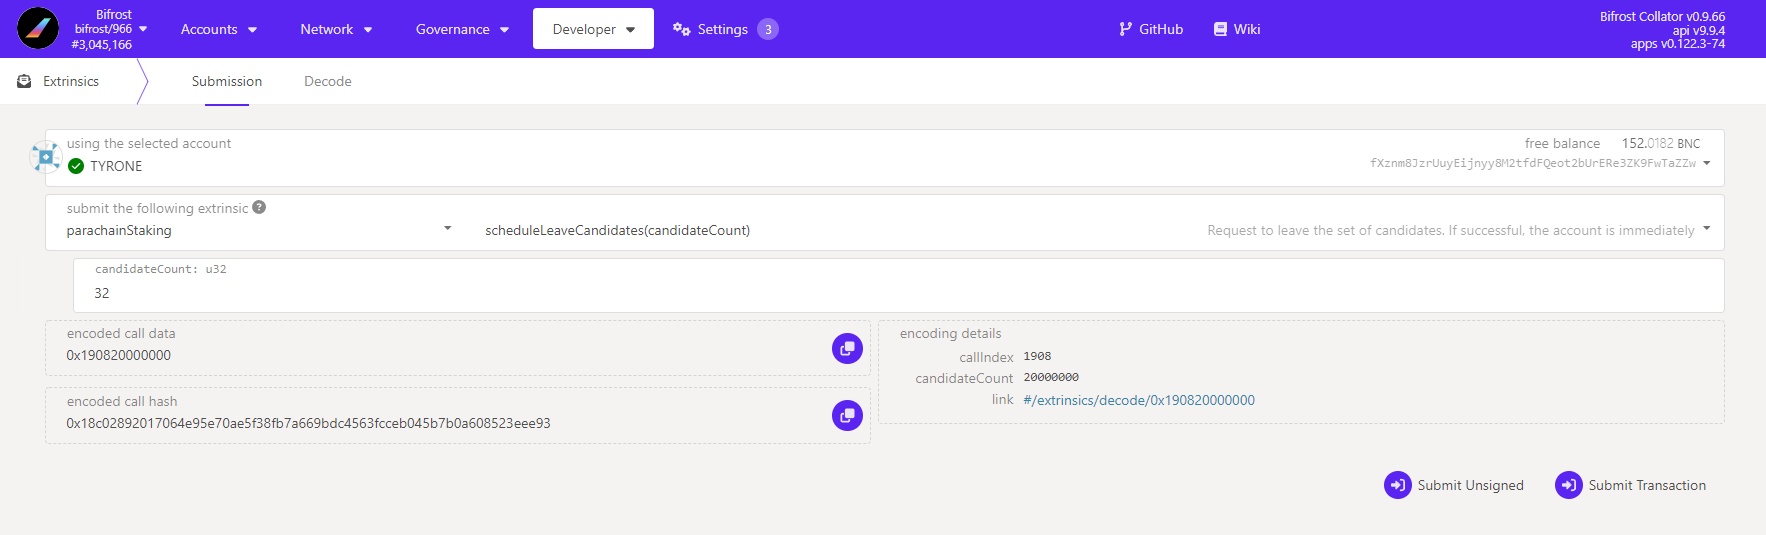 Bifrost
bifrost/966
#3,045,166
Accounts
Network
Governance
Developer
Settings
3
GitHub
Wiki
Bifrost Collator v0.9.66
api v9.9.4
apps v0.122.3-74
Extrinsics
Submission
Decode
using the selected account
TYRONE
free balance 152.0182 BNC
fXznm8JzrUuyEijnyy8M2tfdFQeot2bUrERe3ZK9FwTaZZw
submit the following extrinsic ?
parachainStaking
scheduleLeaveCandidates(candidateCount)
Request to leave the set of candidates. If successful, the account is immediately
candidateCount: u32
32
encoded call data
0x190820000000
encoded call hash
0x18c02892017064e95e70ae5f38fb7a669bdc4563fcceb045b7b0a608523eee93
encoding details
callIndex 1908
candidateCount 20000000
link #/extrinsics/decode/0x190820000000
Submit Unsigned
Submit Transaction